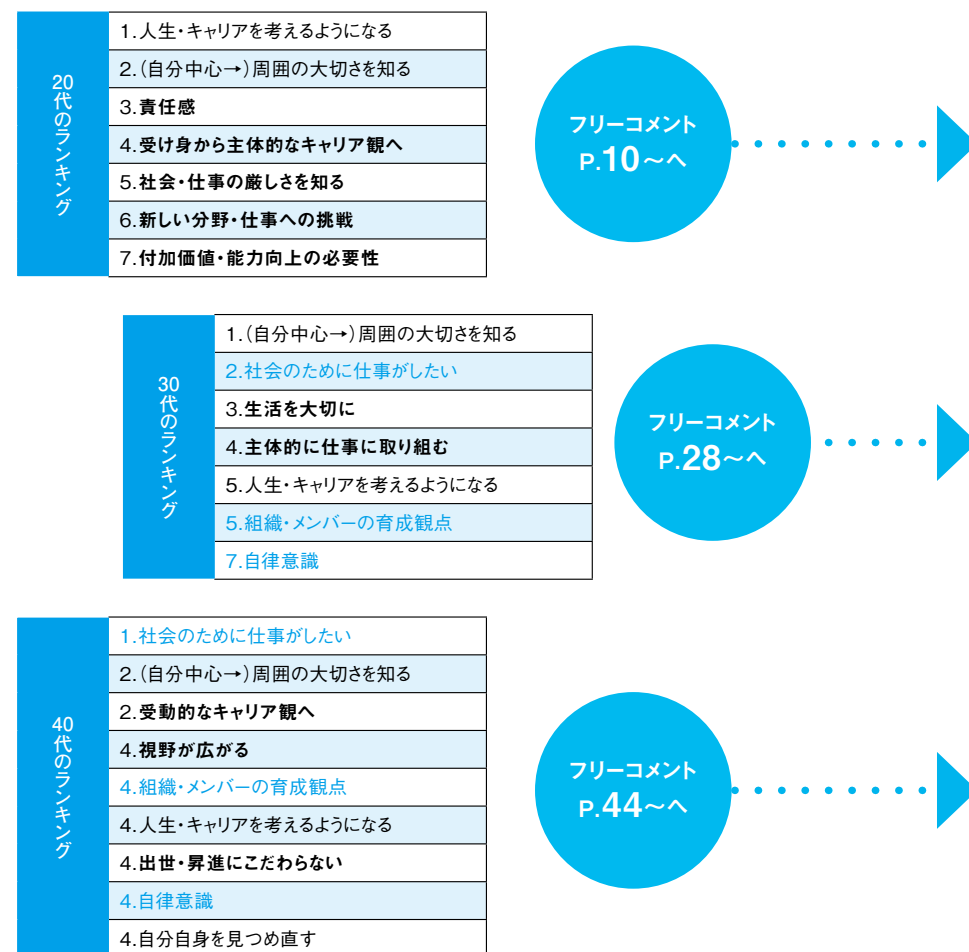 20代のランキング
1.人生・キャリアを考えるようになる
2.(自分中心→)周囲の大切さを知る
3.責任感
4.受け身から主体的なキャリア観へ
5.社会・仕事の厳しさを知る
6.新しい分野・仕事への挑戦
7.付加価値・能力向上の必要性
フリーコメント
P.10~へ
30代のランキング
1.(自分中心→)周囲の大切さを知る
2.社会のために仕事がしたい
3.生活を大切に
4.主体的に仕事に取り組む
5.人生・キャリアを考えるようになる
5.組織・メンバーの育成観点
7.自律意識
フリーコメント
P.28~へ
40代のランキング
1.社会のために仕事がしたい
2.(自分中心→)周囲の大切さを知る
2.受動的なキャリア観へ
4.視野が広がる
4.組織・メンバーの育成観点
4.人生・キャリアを考えるようになる
4.出世・昇進にこだわらない
4.自律意識
4.自分自身を見つめ直す
フリーコメント
P.44~へ